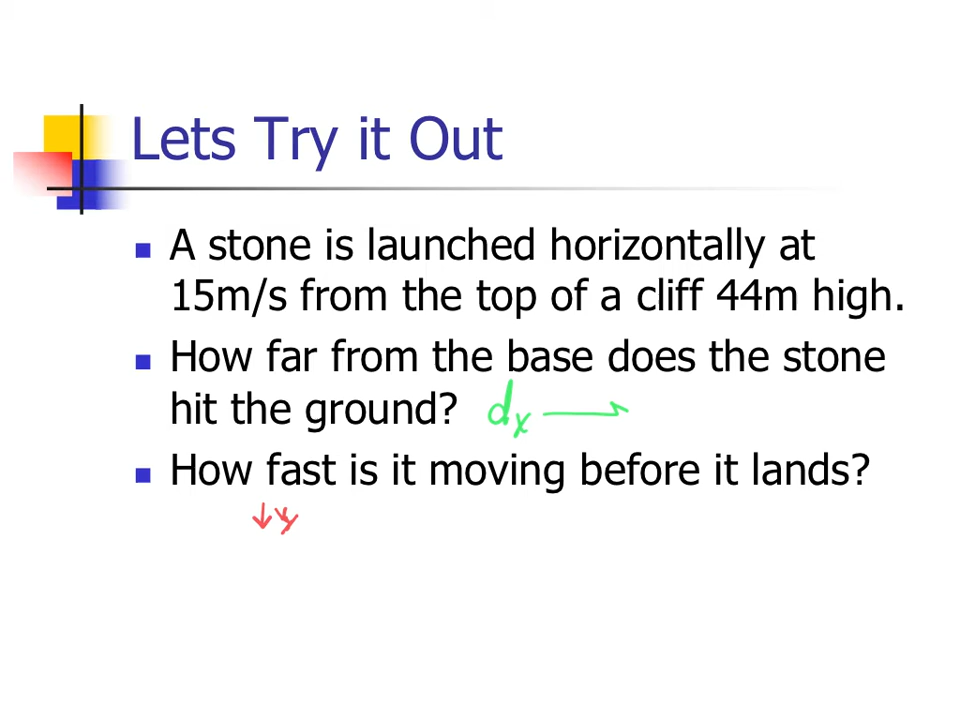 Lets Try it Out
A stone is launched horizontally at
15m/s from the top of a cliff 44m high.
How far from the base does the stone
hit the ground? dx
How fast is it moving before it lands?